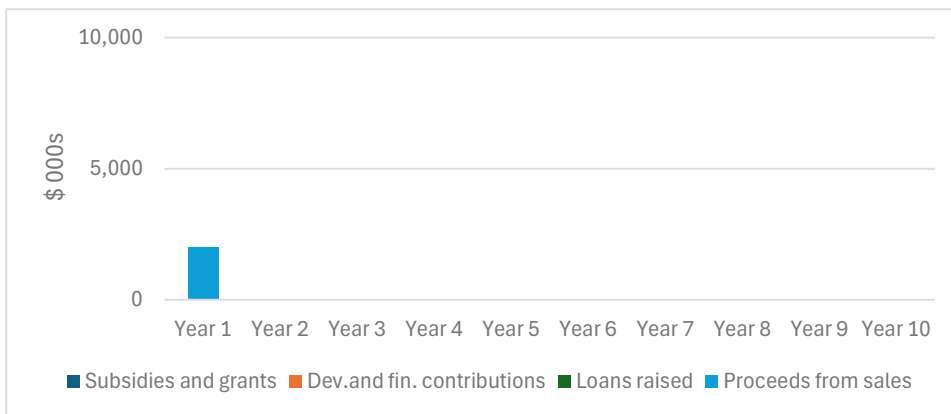 10,000
$ 000s
5,000
0
Year 1 Year 2 Year 3 Year 4 Year 5 Year 6 Year 7 Year 8 Year 9 Year 10
Subsidies and grants Dev.and fin. contributions Loans raised Proceeds from sales